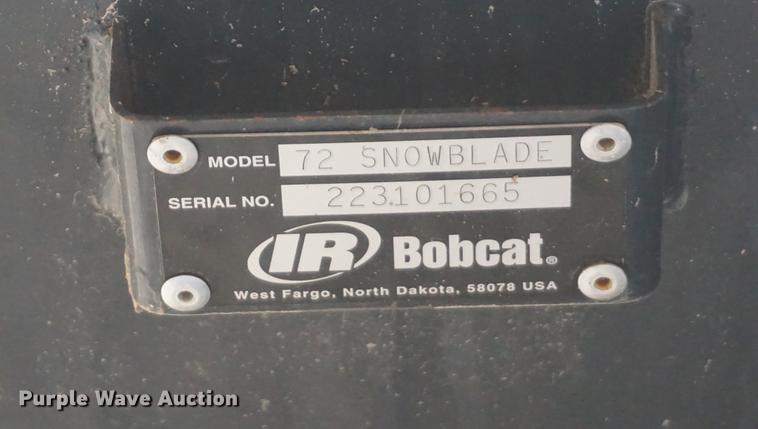 MODEL 72 SNOWBLADE
SERIAL NO. 223101665
IR Bobcat®
West Fargo, North Dakota, 58078 USA
Purple Wave Auction